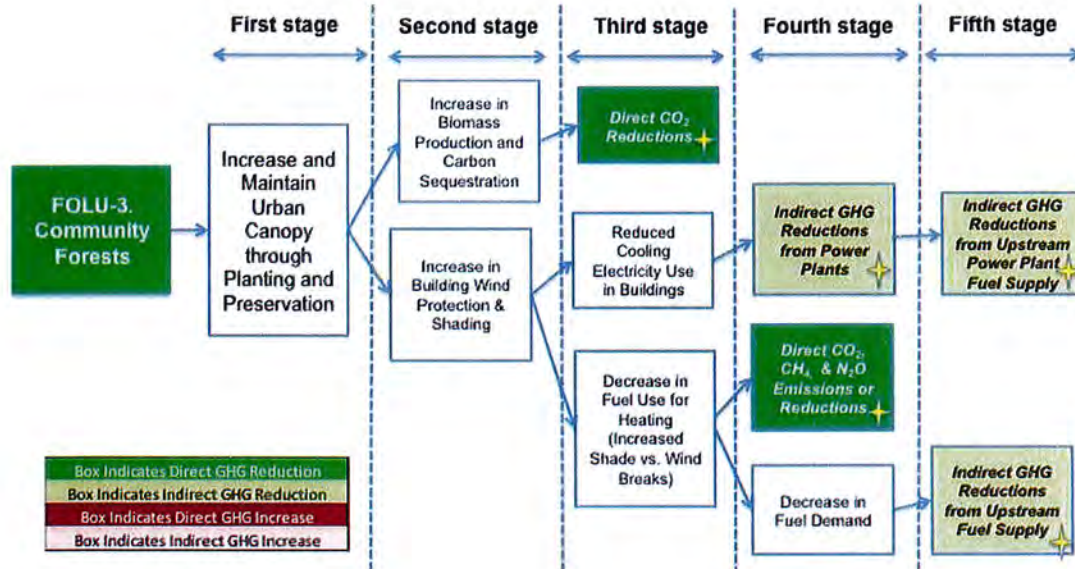 First stage
Second stage
Third stage
Fourth stage
Fifth stage
FOLU-3.
Community
Forests
Increase and
Maintain
Urban
Canopy
through
Planting and
Preservation
Increase in
Biomass
Production and
Carbon
Sequestration
Increase in
Building Wind
Protection &
Shading
Direct CO2
Reductions
Reduced
Cooling
Electricity Use
in Buildings
Decrease in
Fuel Use for
Heating
(Increased
Shade vs. Wind
Breaks)
Indirect GHG
Reductions
from Power
Plants
Direct CO2,
CH4, & N2O
Emissions or
Reductions
Decrease in
Fuel Demand
Indirect GHG
Reductions
from Upstream
Power Plant
Fuel Supply
Indirect GHG
Reductions
from Upstream
Fuel Supply
Box Indicates Direct GHG Reduction
Box Indicates Indirect GHG Reduction
Box Indicates Direct GHG Increase
Box Indicates Indirect GHG Increase